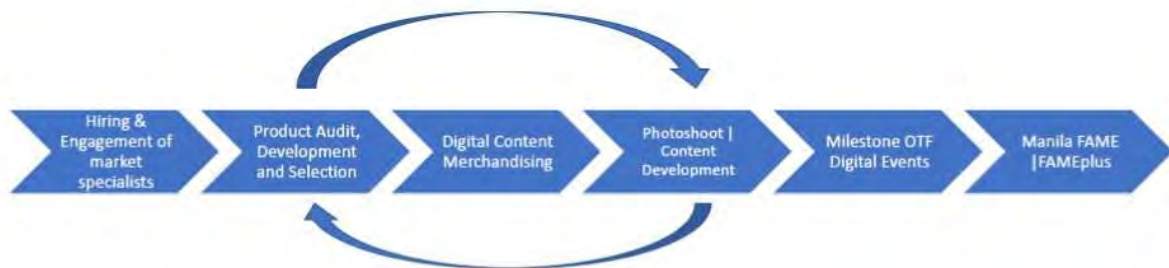 Hiring &
Engagement of
market
specialists
Product Audit,
Development
and Selection
Digital Content
Merchandising
Photoshoot |
Content
Development
Milestone OTF
Digital Events
Manila FAME
|FAMEplus